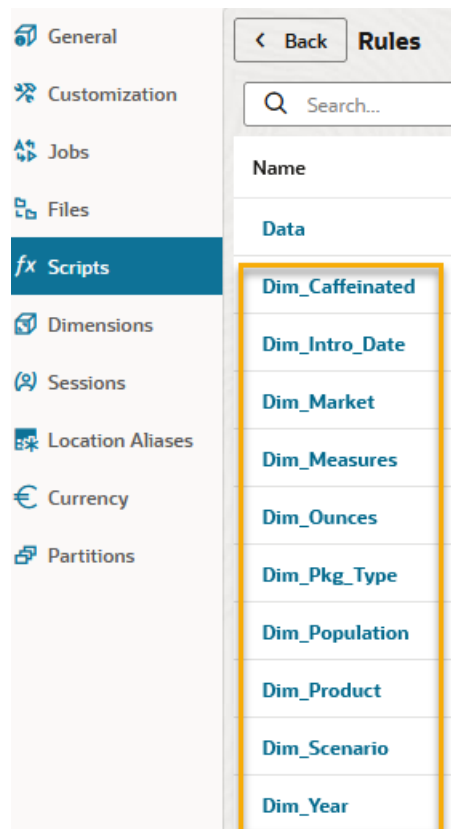 General
Customization
Jobs
Files
fx Scripts
Dimensions
Sessions
Location Aliases
Currency
Partitions
Back Rules
Search...
Name
Data
Dim_Caffeinated
Dim_Intro_Date
Dim_Market
Dim_Measures
Dim_Ounces
Dim_Pkg_Type
Dim_Population
Dim_Product
Dim_Scenario
Dim_Year